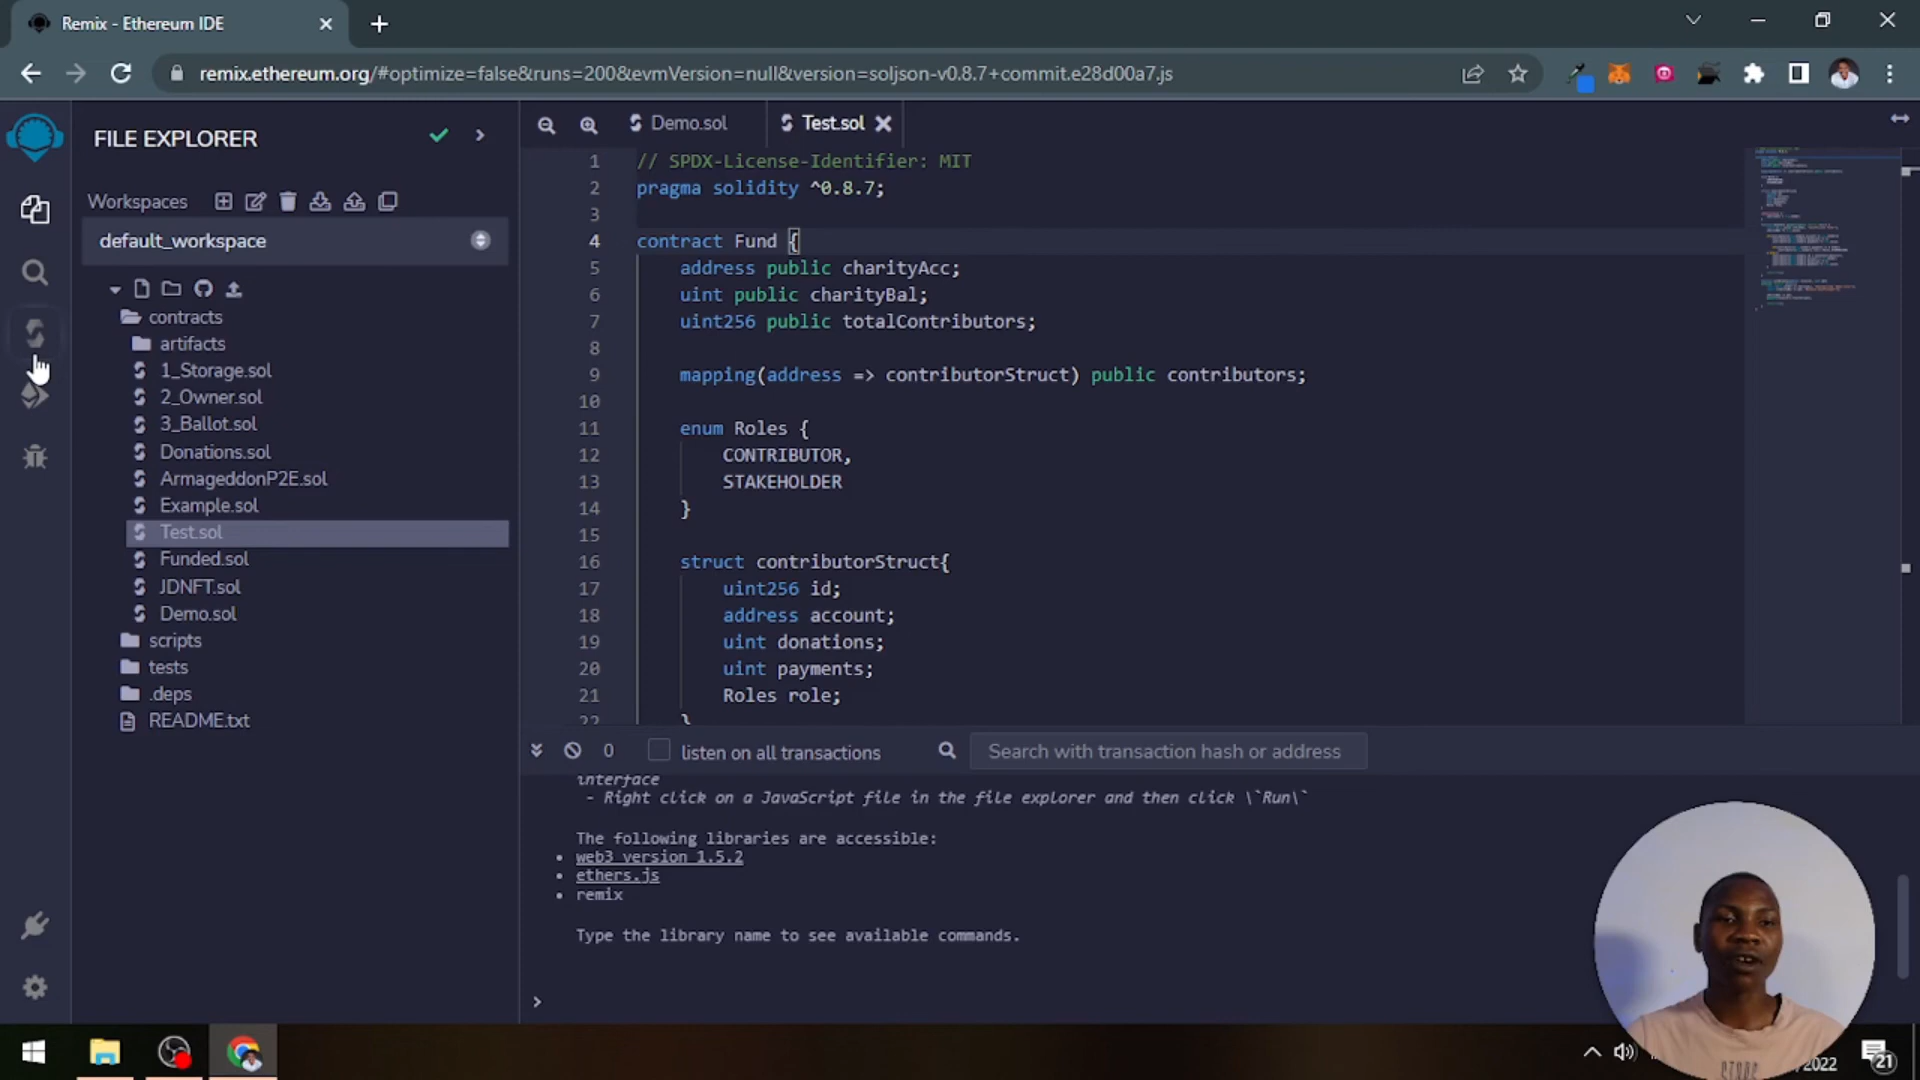 Remix - Ethereum IDE
remix.ethereum.org/#optimize=false&runs=200&evmVersion=null&version=soljson-v0.8.7+commit.e28d00a7.js
FILE EXPLORER
Workspaces
default_workspace
contracts
artifacts
1_Storage.sol
2_Owner.sol
3_Ballot.sol
Donations.sol
ArmageddonP2E.sol
Example.sol
Test.sol
Funded.sol
JDNFT.sol
Demo.sol
scripts
tests
.deps
README.txt
Demo.sol
Test.sol
1 // SPDX-License-Identifier: MIT
2 pragma solidity ^0.8.7;
3
4 contract Fund {
5 address public charityAcc;
6 uint public charityBal;
7 uint256 public totalContributors;
8
9 mapping(address => contributorStruct) public contributors;
10
11 enum Roles {
12 CONTRIBUTOR,
13 STAKEHOLDER
14 }
15
16 struct contributorStruct{
17 uint256 id;
18 address account;
19 uint donations;
20 uint payments;
21 Roles role;
22 }
0
listen on all transactions
Search with transaction hash or address
interface
- Right click on a JavaScript file in the file explorer and then click \`Run\`
The following libraries are accessible:
• web3 version 1.5.2
• ethers.js
• remix
Type the library name to see available commands.
>
2022
21